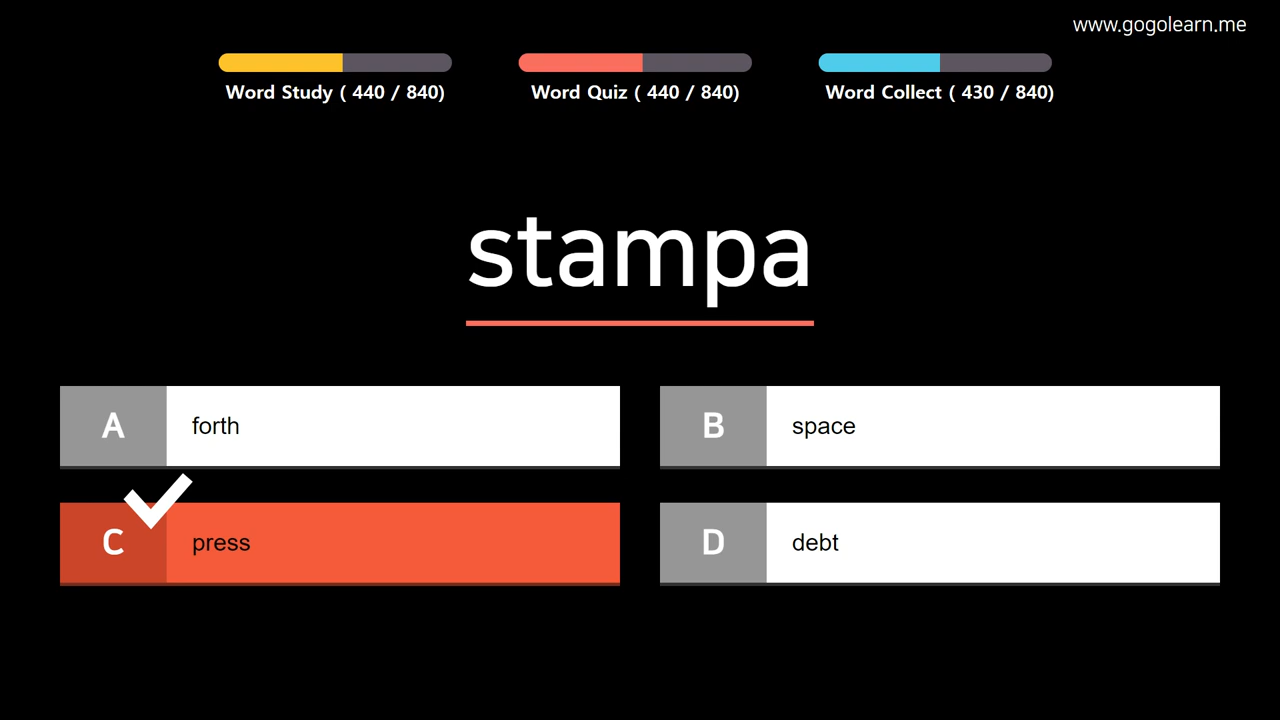 www.gogolearn.me
Word Study ( 440 / 840)
Word Quiz ( 440 / 840)
Word Collect ( 430 / 840)
stampa
A
forth
B
space
C
press
D
debt